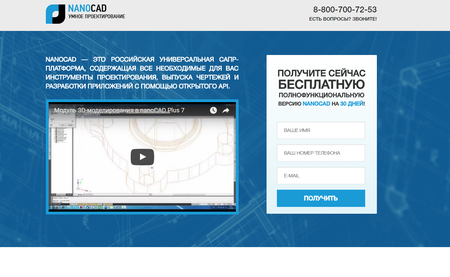 NANOCAD
УМНОЕ ПРОЕКТИРОВАНИЕ
8-800-700-72-53
ЕСТЬ ВОПРОСЫ? ЗВОНИТЕ!
NANOCAD — ЭТО РОССИЙСКАЯ УНИВЕРСАЛЬНАЯ САПР-
ПЛАТФОРМА, СОДЕРЖАЩАЯ ВСЕ НЕОБХОДИМЫЕ ДЛЯ ВАС
ИНСТРУМЕНТЫ ПРОЕКТИРОВАНИЯ, ВЫПУСКА ЧЕРТЕЖЕЙ И
РАЗРАБОТКИ ПРИЛОЖЕНИЙ С ПОМОЩЬЮ ОТКРЫТОГО API.
Модуль 3D-моделирования в nanoCAD Plus 7
ПОЛУЧИТЕ СЕЙЧАС
БЕСПЛАТНУЮ
ПОЛНОФУНКЦИОНАЛЬНУЮ
ВЕРСИЮ NANOCAD НА 30 ДНЕЙ!
ВАШЕ ИМЯ
ВАШ НОМЕР ТЕЛЕФОНА
E-MAIL
ПОЛУЧИТЬ